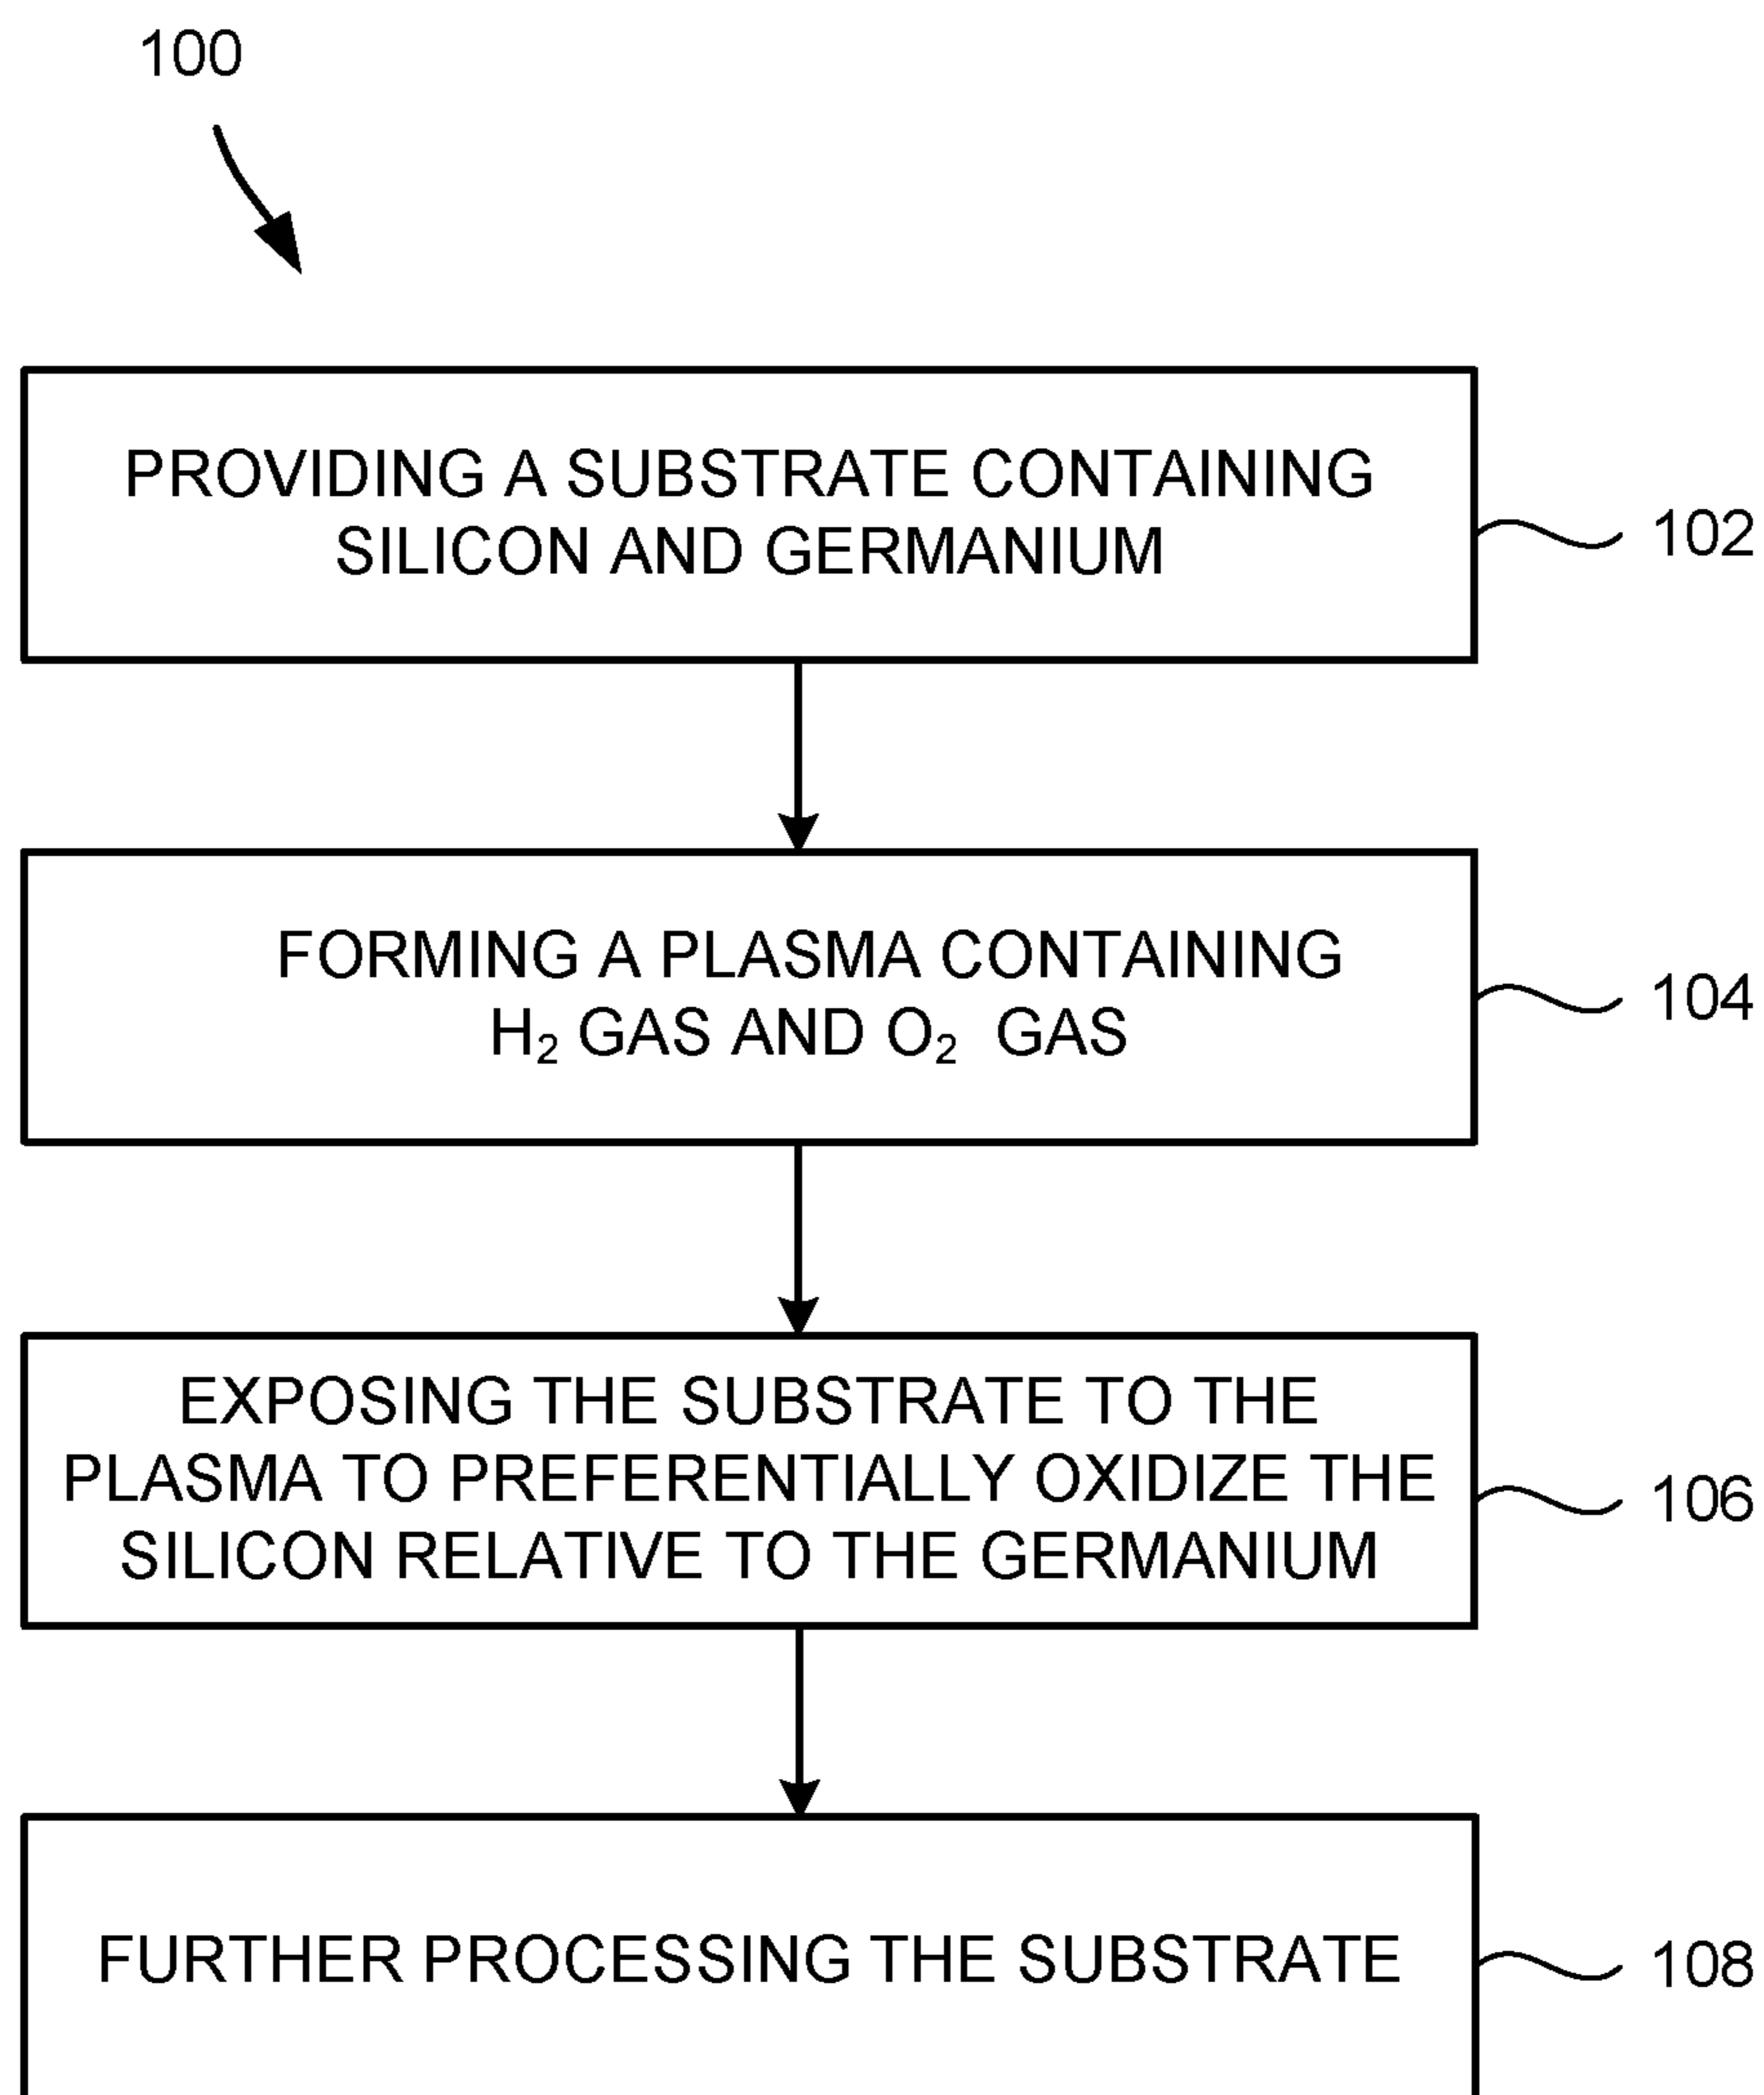 100
PROVIDING A SUBSTRATE CONTAINING
SILICON AND GERMANIUM
102
FORMING A PLASMA CONTAINING
H₂ GAS AND O₂ GAS
104
EXPOSING THE SUBSTRATE TO THE
PLASMA TO PREFERENTIALLY OXIDIZE THE
SILICON RELATIVE TO THE GERMANIUM
106
FURTHER PROCESSING THE SUBSTRATE
108